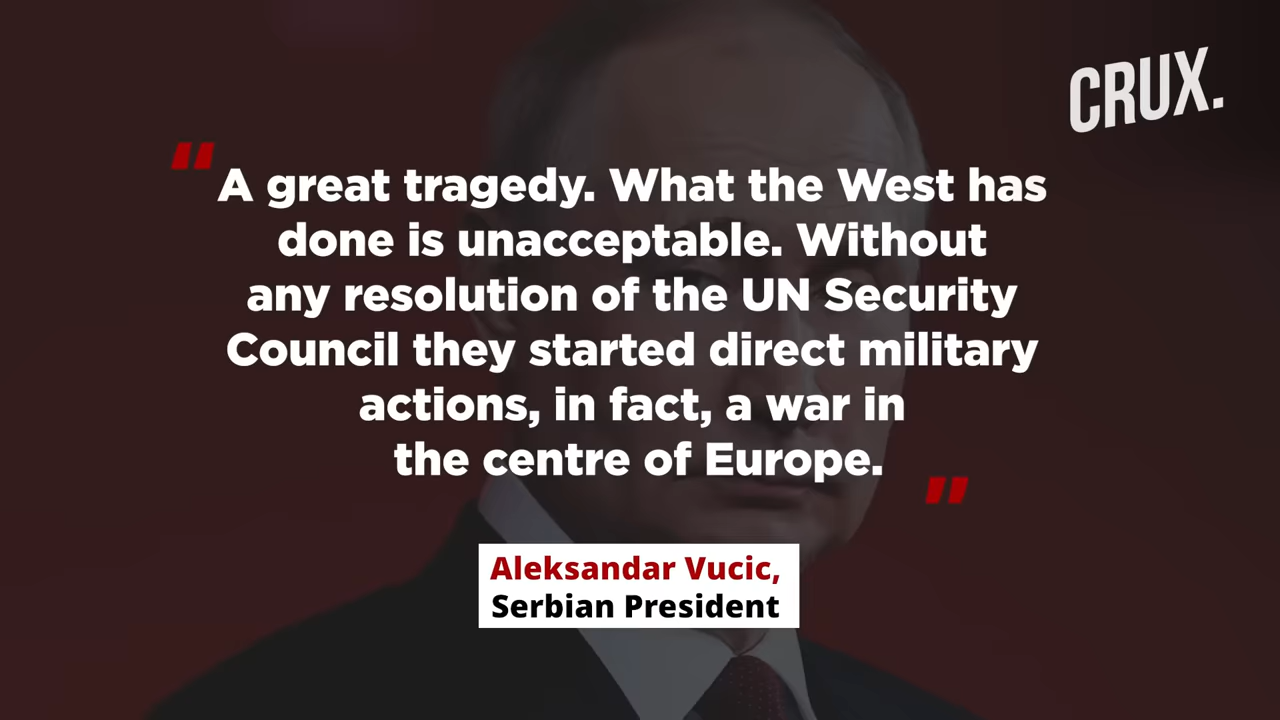 CRUX.
" A great tragedy. What the West has
done is unacceptable. Without
any resolution of the UN Security
Council they started direct military
actions, in fact, a war in
the centre of Europe. "
Aleksandar Vucic,
Serbian President